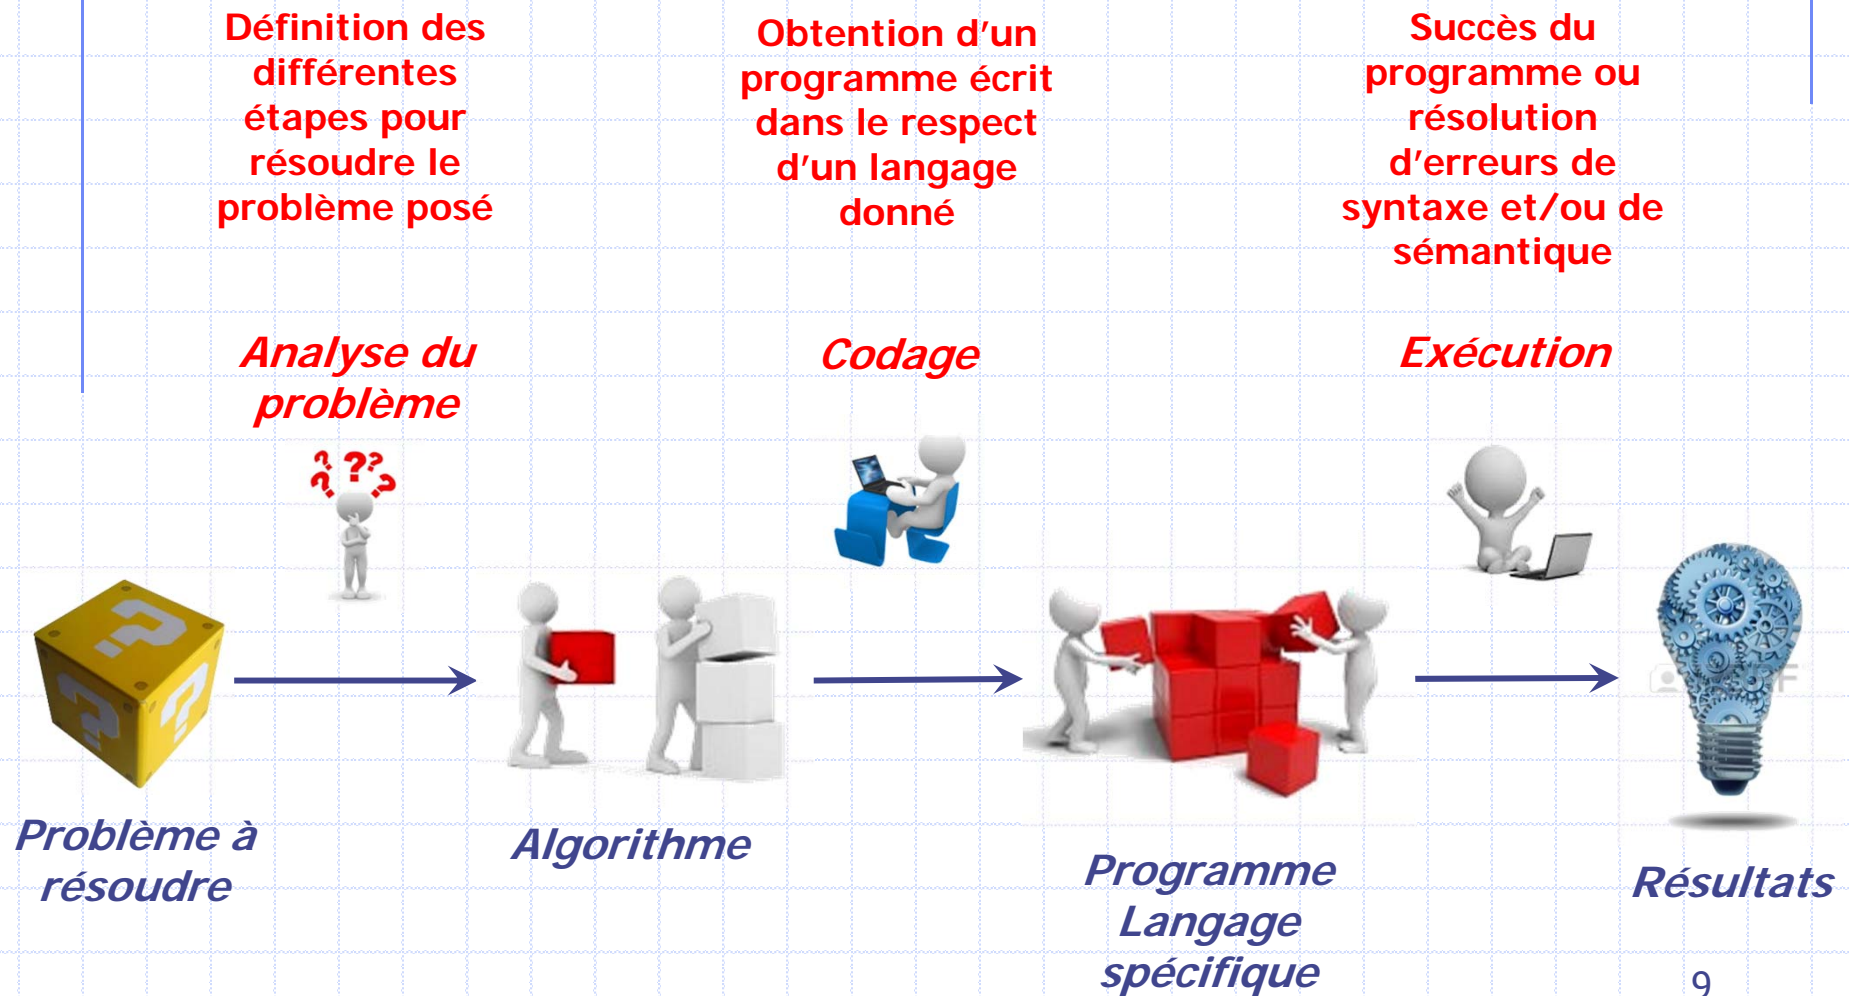 Définition des
différentes
étapes pour
résoudre le
problème posé
Obtention d'un
programme écrit
dans le respect
d'un langage
donné
Succès du
programme ou
résolution
d'erreurs de
syntaxe et/ou de
sémantique
Analyse du
problème
Codage
Exécution
? ? ? ? ?
? ? ?
Problème à
résoudre
Algorithme
Programme
Langage
spécifique
Résultats
9